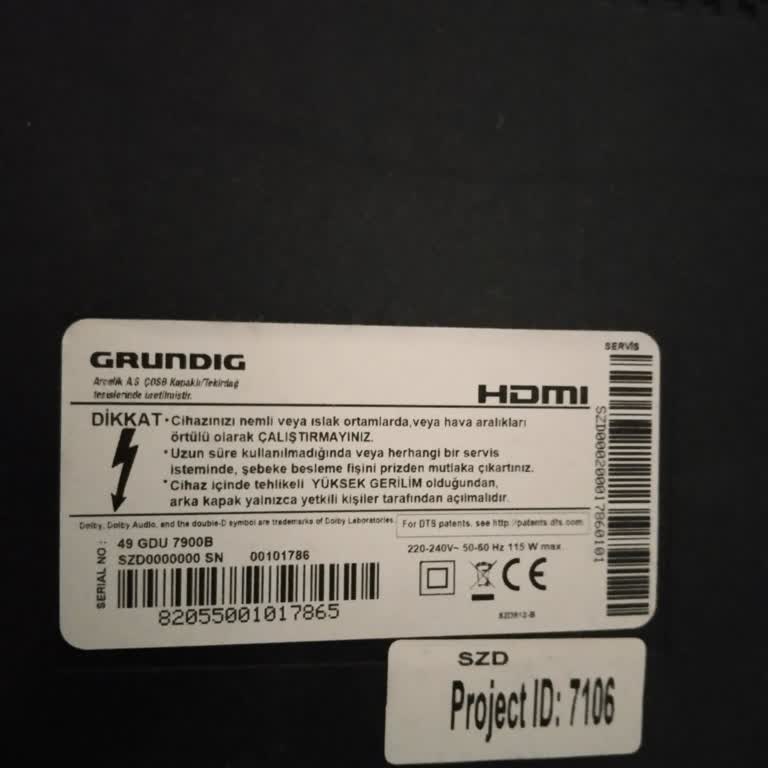 GRUNDIG
Arçelik A.Ş. ÇOSB Kapaklı/Tekirdağ
tesislerinde üretilmiştir.
HDMI
SERVİS
DİKKAT • Cihazınızı nemli veya ıslak ortamlarda,veya hava aralıkları
örtülü olarak ÇALIŞTIRMAYINIZ.
• Uzun süre kullanılmadığında veya herhangi bir servis
isteminde, şebeke besleme fişini prizden mutlaka çıkartınız.
• Cihaz içinde tehlikeli YÜKSEK GERİLİM olduğundan,
arka kapak yalnızca yetkili kişiler tarafından açılmalıdır.
Dolby, Dolby Audio, and the double-D symbol are trademarks of Dolby Laboratories.
For DTS patents, see http://patents.dts.com
SERIAL NO :
49 GDU 7900B
SZD0000000 SN 00101786
82055001017865
220-240V~ 50-60 Hz 115 W max.
CE
SZD0002000017860101
SZD
Project ID: 7106